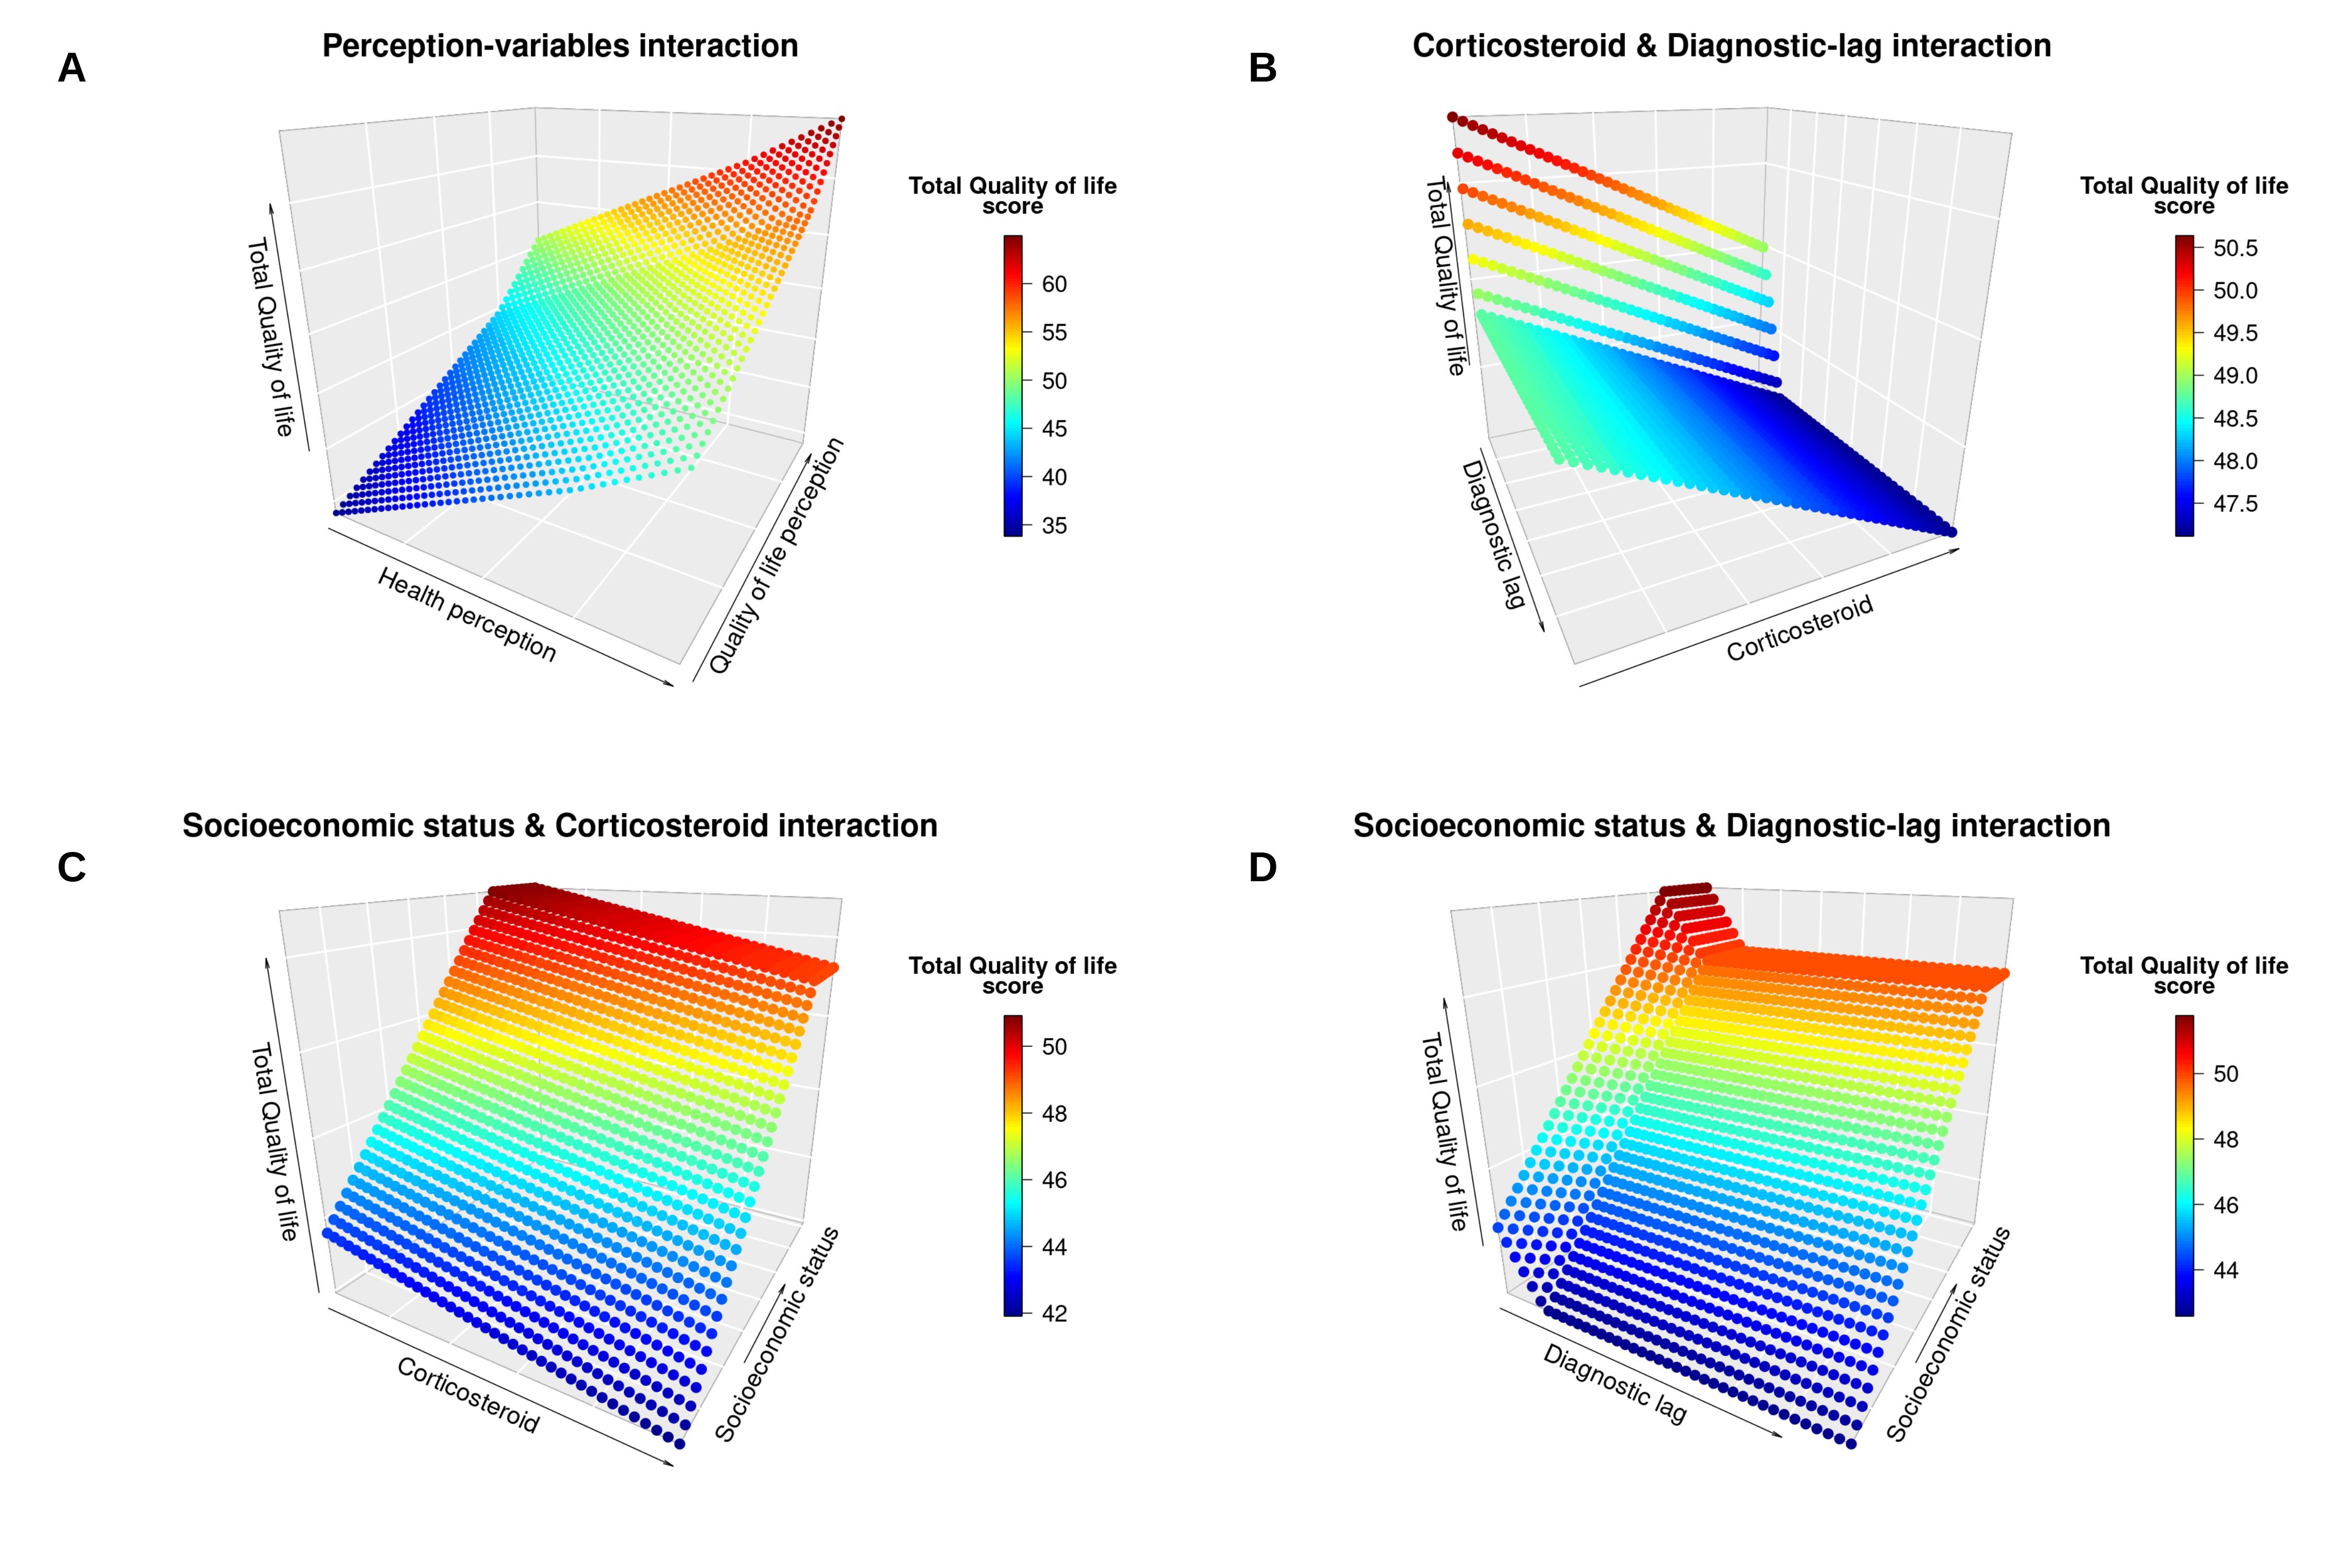 A
Perception-variables interaction
Total Quality of life
Health perception
Quality of life perception
Total Quality of life
score
60
55
50
45
40
35
B
Corticosteroid & Diagnostic-lag interaction
Total Quality of life
Diagnostic lag
Corticosteroid
Total Quality of life
score
50.5
50.0
49.5
49.0
48.5
48.0
47.5
C
Socioeconomic status & Corticosteroid interaction
Total Quality of life
Corticosteroid
Socioeconomic status
Total Quality of life
score
50
48
46
44
42
D
Socioeconomic status & Diagnostic-lag interaction
Total Quality of life
Diagnostic lag
Socioeconomic status
Total Quality of life
score
50
48
46
44